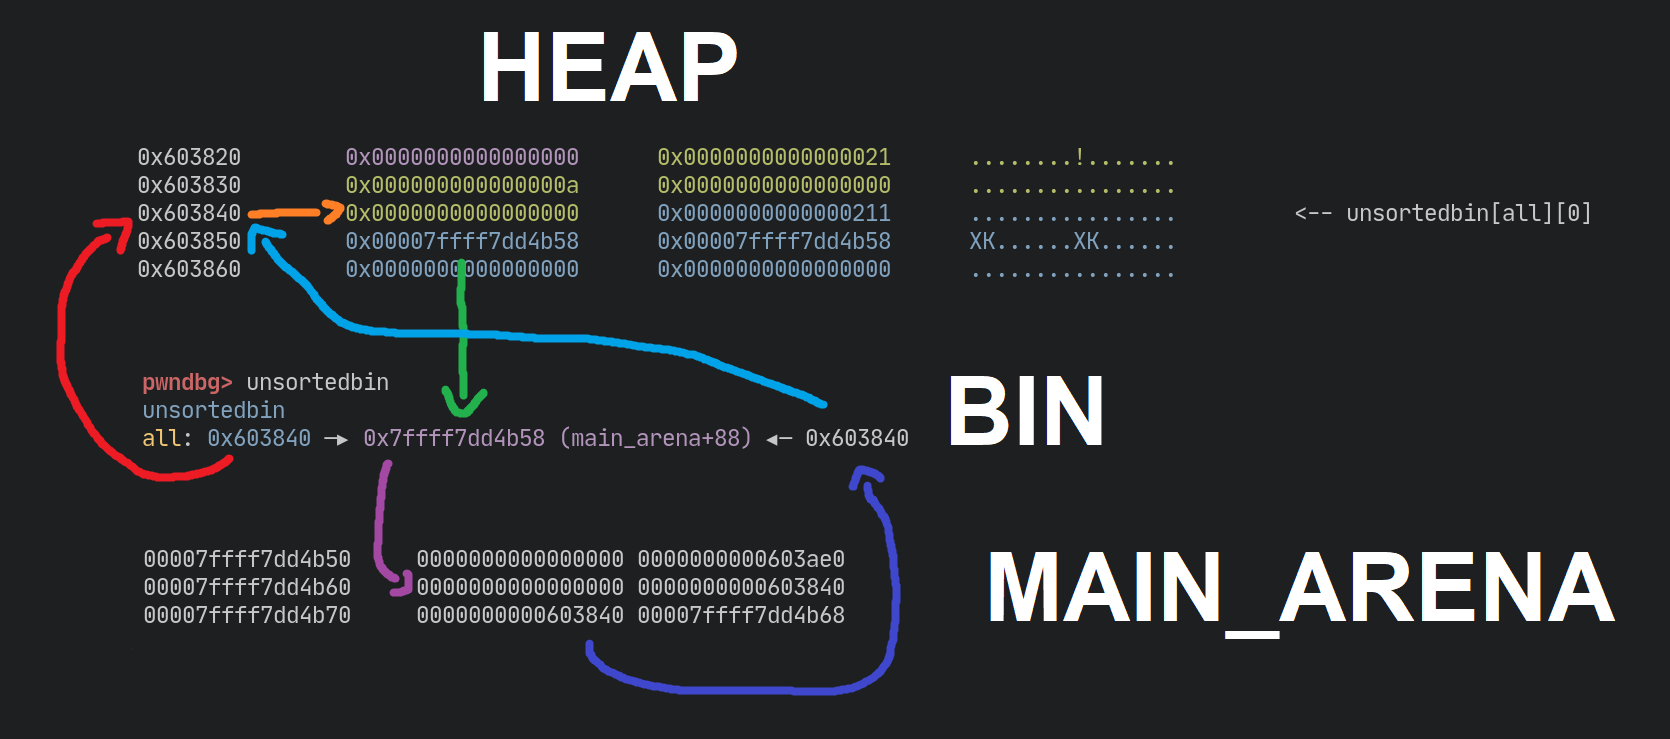 HEAP
0x603820 0x0000000000000000 0x0000000000000021 ........!.......
0x603830 0x000000000000000a 0x0000000000000000 ................
0x603840 0x0000000000000000 0x0000000000000211 ................ <-- unsortedbin[all][0]
0x603850 0x00007ffff7dd4b58 0x00007ffff7dd4b58 XK......XK......
0x603860 0x0000000000000000 0x0000000000000000 ................
pwndbg> unsortedbin
unsortedbin
all: 0x603840 —▸ 0x7ffff7dd4b58 (main_arena+88) ◂— 0x603840
BIN
00007ffff7dd4b50 0000000000000000 0000000000603ae0
00007ffff7dd4b60 0000000000000000 0000000000603840
00007ffff7dd4b70 0000000000603840 00007ffff7dd4b68
MAIN_ARENA